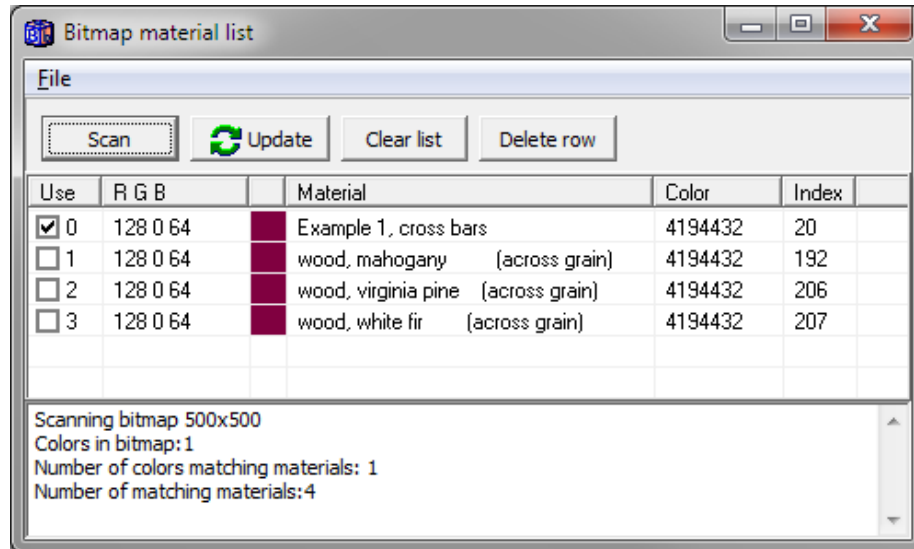 Bitmap material list
File
Scan Update Clear list Delete row
Use R G B Material Color Index
0 128 0 64 Example 1, cross bars 4194432 20
1 128 0 64 wood, mahogany (across grain) 4194432 192
2 128 0 64 wood, virginia pine (across grain) 4194432 206
3 128 0 64 wood, white fir (across grain) 4194432 207
Scanning bitmap 500x500
Colors in bitmap:1
Number of colors matching materials: 1
Number of matching materials:4